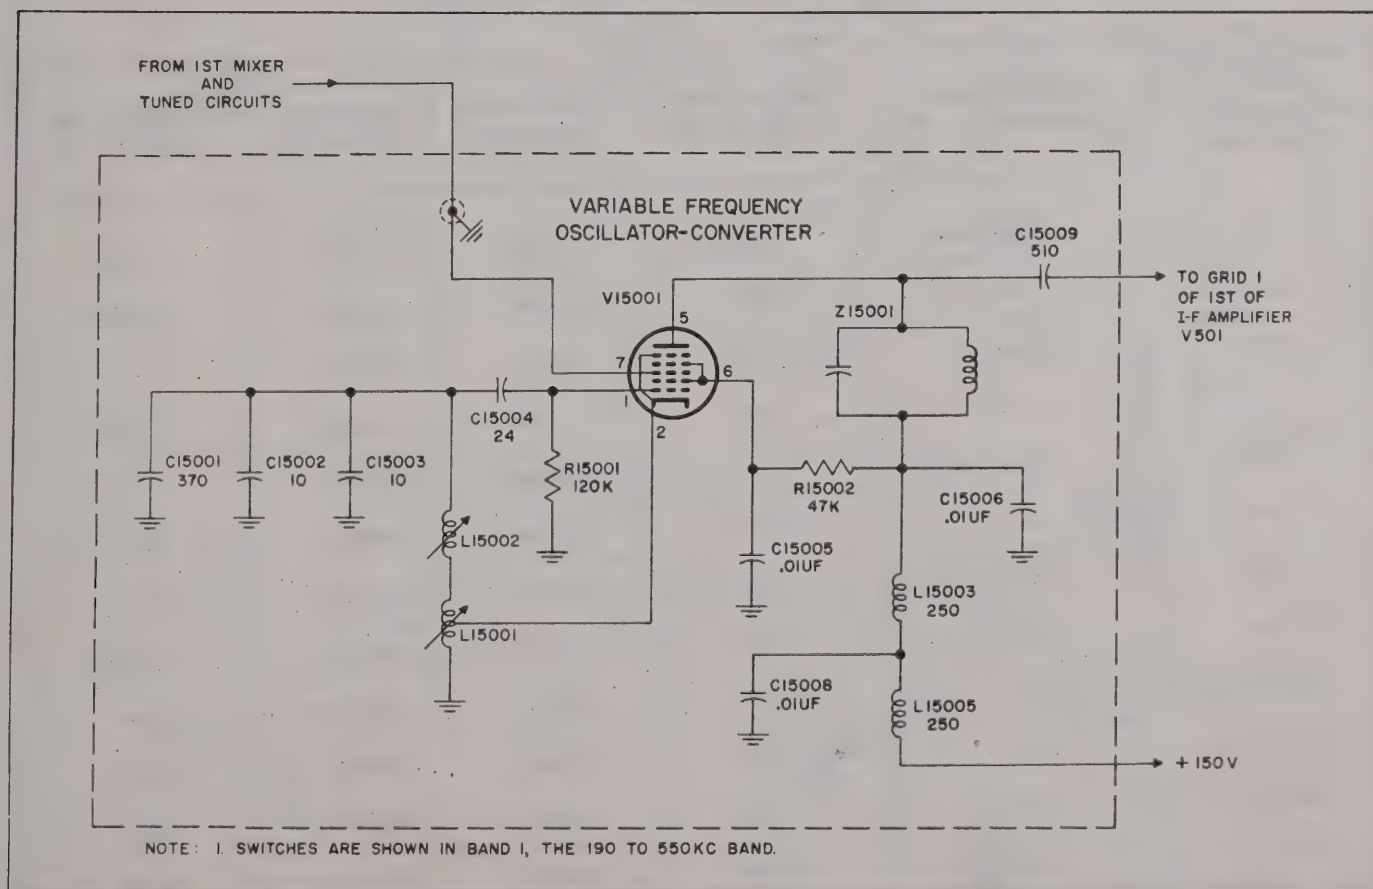 FROM 1ST MIXER
AND
TUNED CIRCUITS
VARIABLE FREQUENCY
OSCILLATOR-CONVERTER
C15009
510
TO GRID 1
OF 1ST OF
I-F AMPLIFIER
V501
V15001
5
Z15001
7
6
1
2
C15004
24
C15001
370
C15002
10
C15003
10
R15001
120K
R15002
47K
C15006
.01UF
L15002
C15005
.01UF
L15003
250
L15001
C15008
.01UF
L15005
250
+150V
NOTE: 1. SWITCHES ARE SHOWN IN BAND 1, THE 190 TO 550KC BAND.